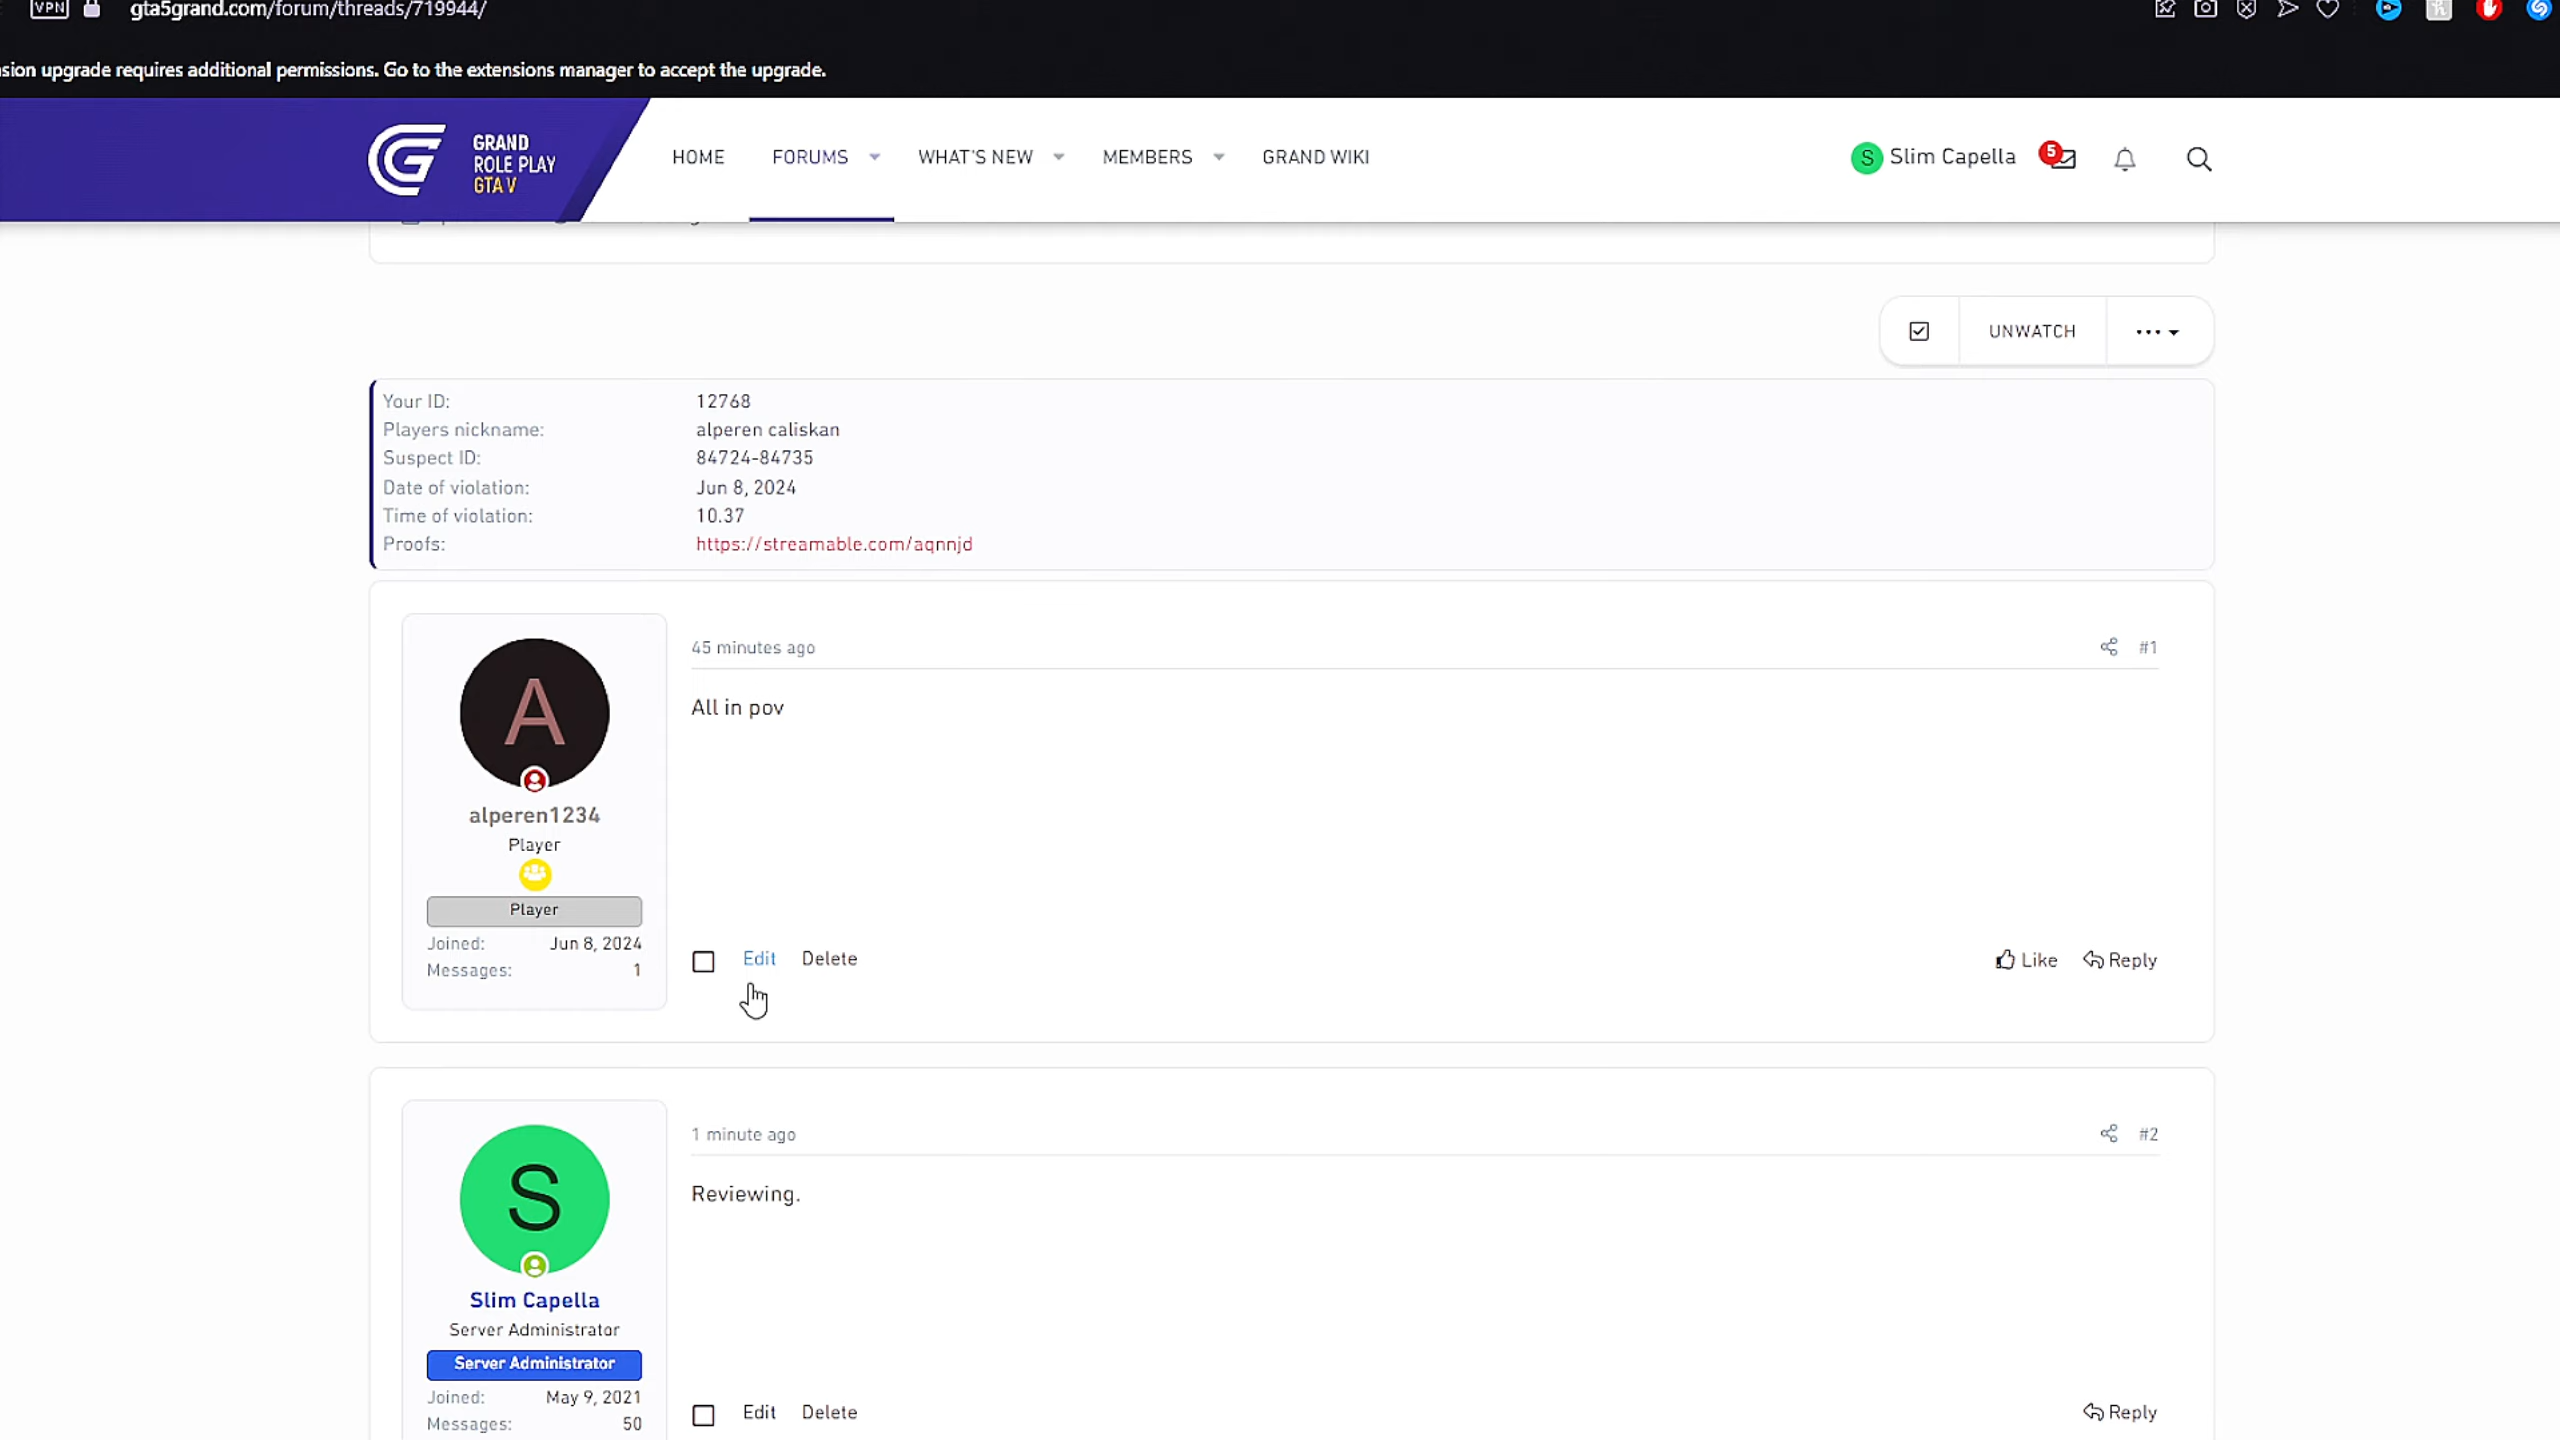 VPN gta5grand.com/forum/threads/719944/
sion upgrade requires additional permissions. Go to the extensions manager to accept the upgrade.
GRAND
ROLE PLAY
GTA V
HOME FORUMS WHAT'S NEW MEMBERS GRAND WIKI
S Slim Capella 5
UNWATCH
Your ID: 12768
Players nickname: alperen caliskan
Suspect ID: 84724-84735
Date of violation: Jun 8, 2024
Time of violation: 10.37
Proofs: https://streamable.com/aqnnjd
45 minutes ago #1
All in pov
A
alperen1234
Player
Player
Joined: Jun 8, 2024
Messages: 1
Edit Delete Like Reply
1 minute ago #2
Reviewing.
S
Slim Capella
Server Administrator
Server Administrator
Joined: May 9, 2021
Messages: 50
Edit Delete Reply